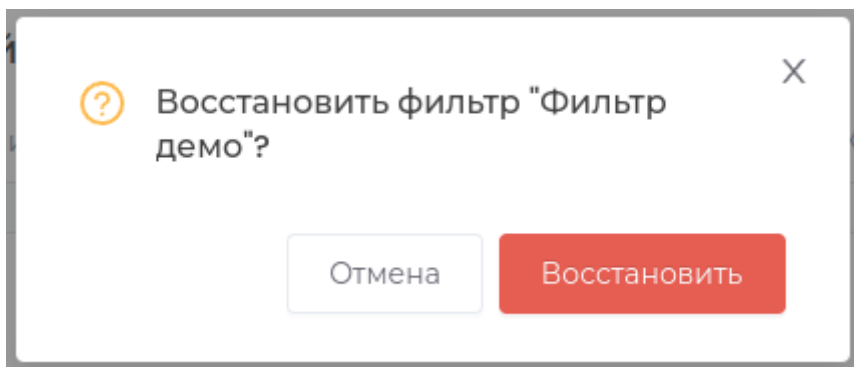 Восстановить фильтр "Фильтр
демо"?
Отмена
Восстановить